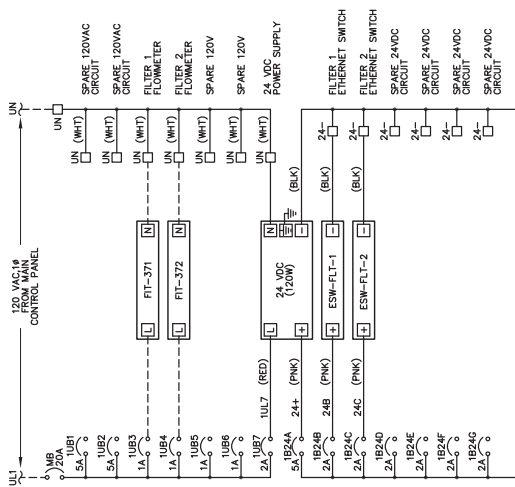 UL1
120 VAC,1Ø
FROM MAIN
CONTROL PANEL
UN
MB
20A
UN
1UB1
5A
UN
(WHT)
SPARE 120VAC
CIRCUIT
1UB2
5A
UN
(WHT)
SPARE 120VAC
CIRCUIT
1UB3
1A
L
FIT-371
N
UN
(WHT)
FILTER 1
FLOWMETER
1UB4
1A
L
FIT-372
N
UN
(WHT)
FILTER 2
FLOWMETER
1UB5
1A
UN
(WHT)
SPARE 120V
1UB6
1A
UN
(WHT)
SPARE 120V
1UB7
2A
1UL7
(RED)
L
24 VDC
(120W)
N
UN
(WHT)
24 VDC
POWER SUPPLY
1B24A
5A
24+
(PNK)
+
−
(BLK)
1B24B
2A
24B
(PNK)
+
ESW-FLT-1
−
(BLK)
24−
FILTER 1
ETHERNET SWITCH
1B24C
2A
24C
(PNK)
+
ESW-FLT-2
−
(BLK)
24−
FILTER 2
ETHERNET SWITCH
1B24D
2A
24−
SPARE 24VDC
CIRCUIT
1B24E
2A
24−
SPARE 24VDC
CIRCUIT
1B24F
2A
24−
SPARE 24VDC
CIRCUIT
1B24G
2A
24−
SPARE 24VDC
CIRCUIT